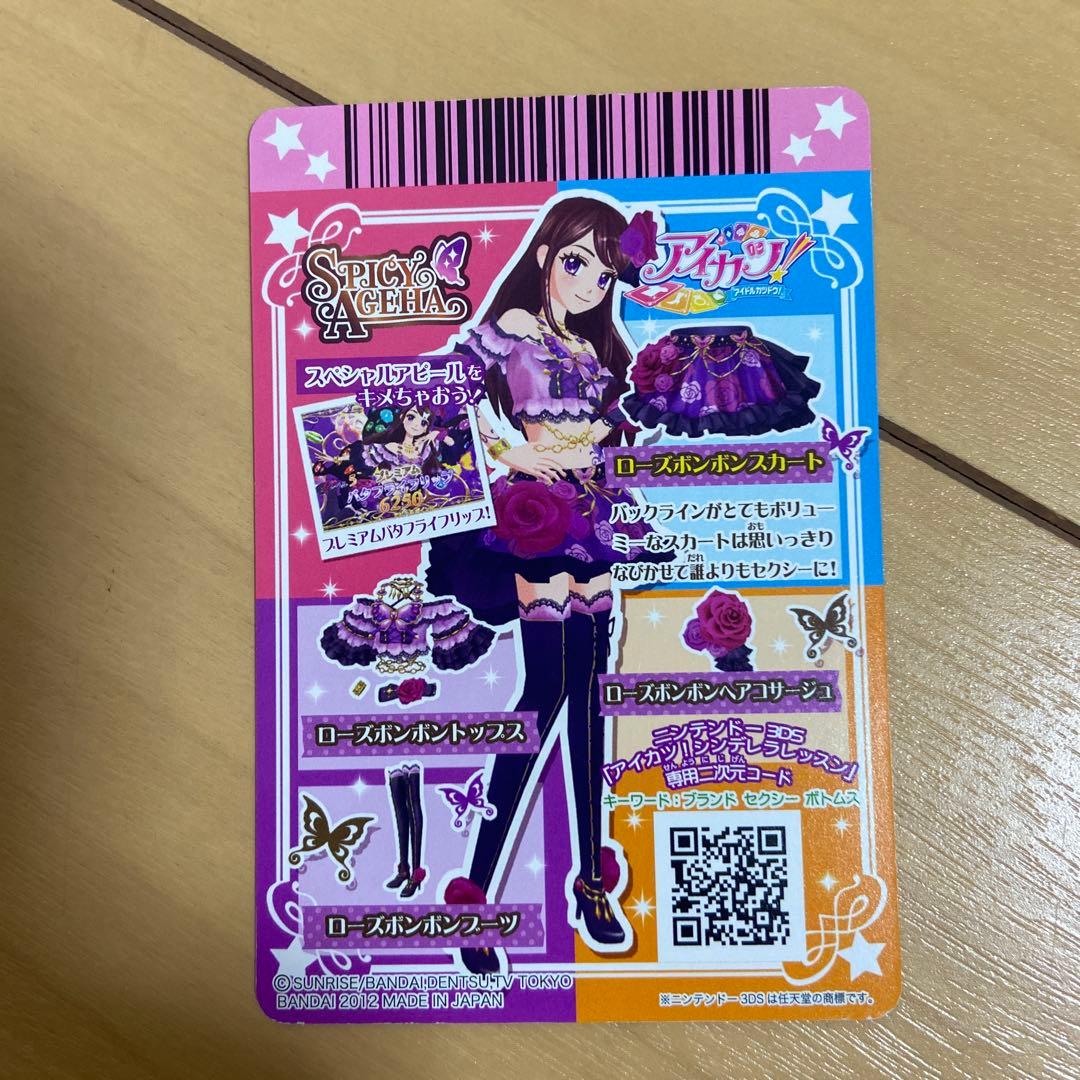 SPICY
AGEHA
アイカツ!
アイドルカツドウ!
スペシャルアピールを
キメちゃおう!
プレミアム
バタフライフリップ
6250
プレミアムバタフライフリップ!
ローズボンボンスカート
バックラインがとてもボリュー
ミーなスカートは思いっきり
なびかせて誰よりもセクシーに!
ローズボンボントップス
ローズボンボンヘアコサージュ
ニンテンドー3DS
「アイカツ!シンデレラレッスン」
専用二次元コード
キーワード:ブランド セクシー ボトムス
ローズボンボンブーツ
©SUNRISE/BANDAI,DENTSU,TV TOKYO
BANDAI 2012 MADE IN JAPAN
※ニンテンドー3DSは任天堂の商標です。